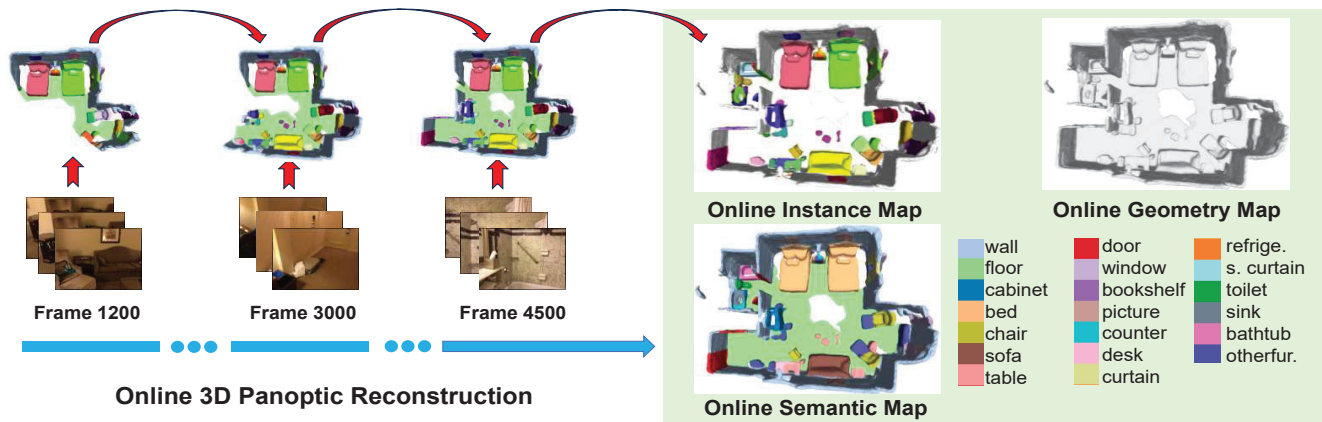 Frame 1200
Frame 3000
Frame 4500
Online 3D Panoptic Reconstruction
Online Instance Map
Online Geometry Map
Online Semantic Map
wall
floor
cabinet
bed
chair
sofa
table
door
window
bookshelf
picture
counter
desk
curtain
refrige.
s. curtain
toilet
sink
bathtub
otherfur.